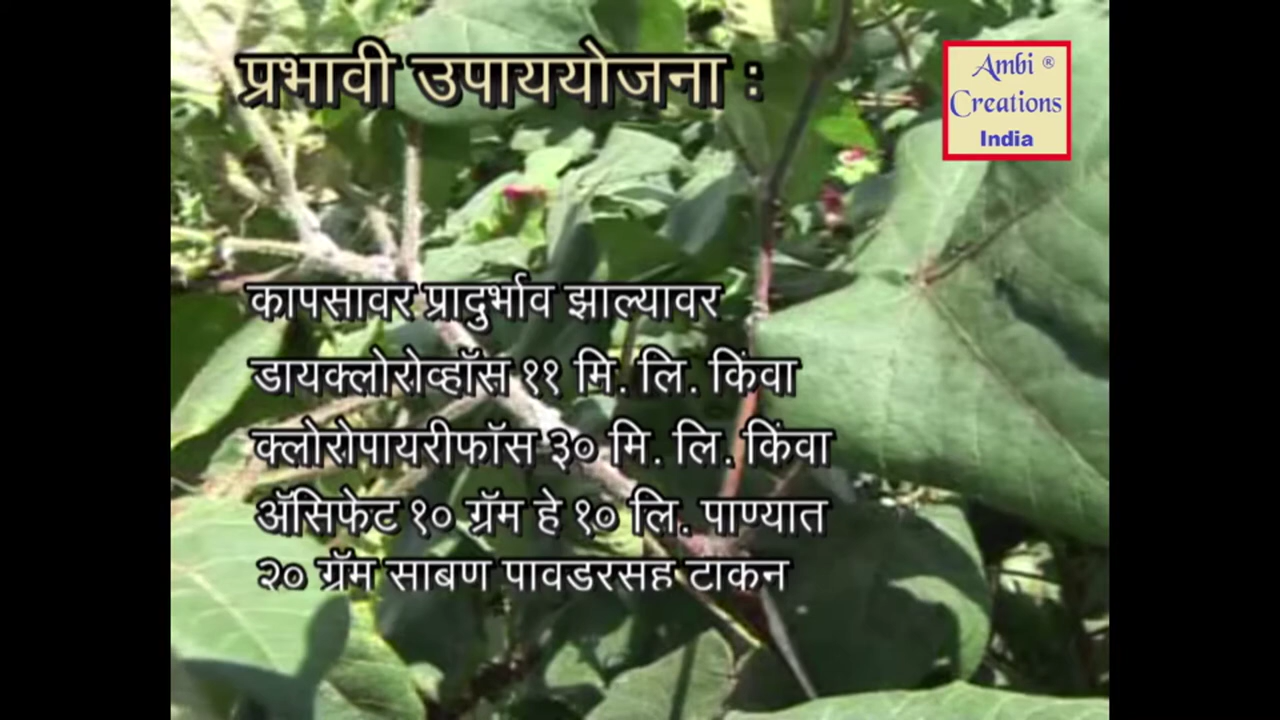 प्रभावी उपाययोजना :
Ambi ®
Creations
India
कापसावर प्रादुर्भाव झाल्यावर
डायक्लोरोव्हॉस ११ मि. लि. किंवा
क्लोरोपायरीफॉस ३० मि. लि. किंवा
ॲसिफेट १० ग्रॅम हे १० लि. पाण्यात
२० ग्रॅम साबण पावडरसह टाकून